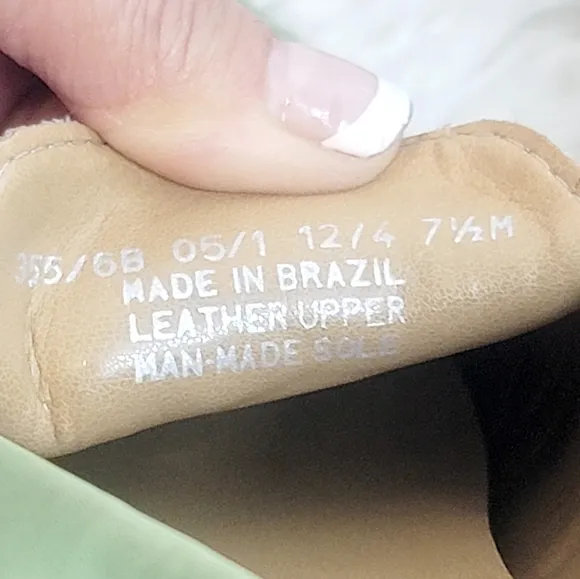 355/6B 05/1 12/4 7½M
MADE IN BRAZIL
LEATHER UPPER
MAN-MADE SOLE